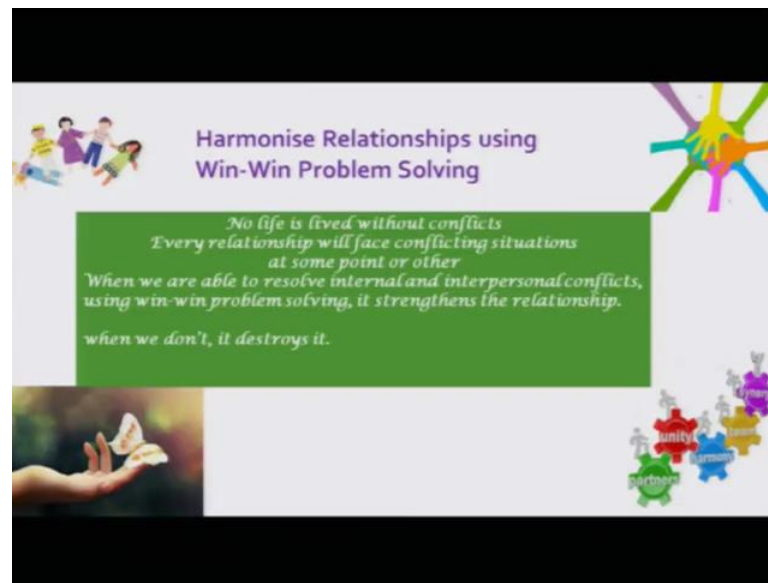 Harmonise Relationships using
Win-Win Problem Solving
No life is lived without conflicts
Every relationship will face conflicting situations
at some point or other
When we are able to resolve internal and interpersonal conflicts,
using win-win problem solving, it strengthens the relationship.
when we don't, it destroys it.
unity
harmony
partners